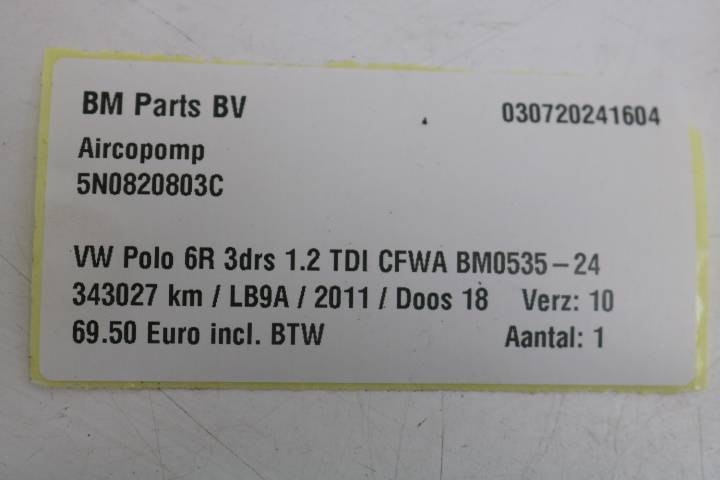 BM Parts BV 030720241604
Aircopomp
5N0820803C
VW Polo 6R 3drs 1.2 TDI CFWA BM0535-24
343027 km / LB9A / 2011 / Doos 18 Verz: 10
69.50 Euro incl. BTW Aantal: 1